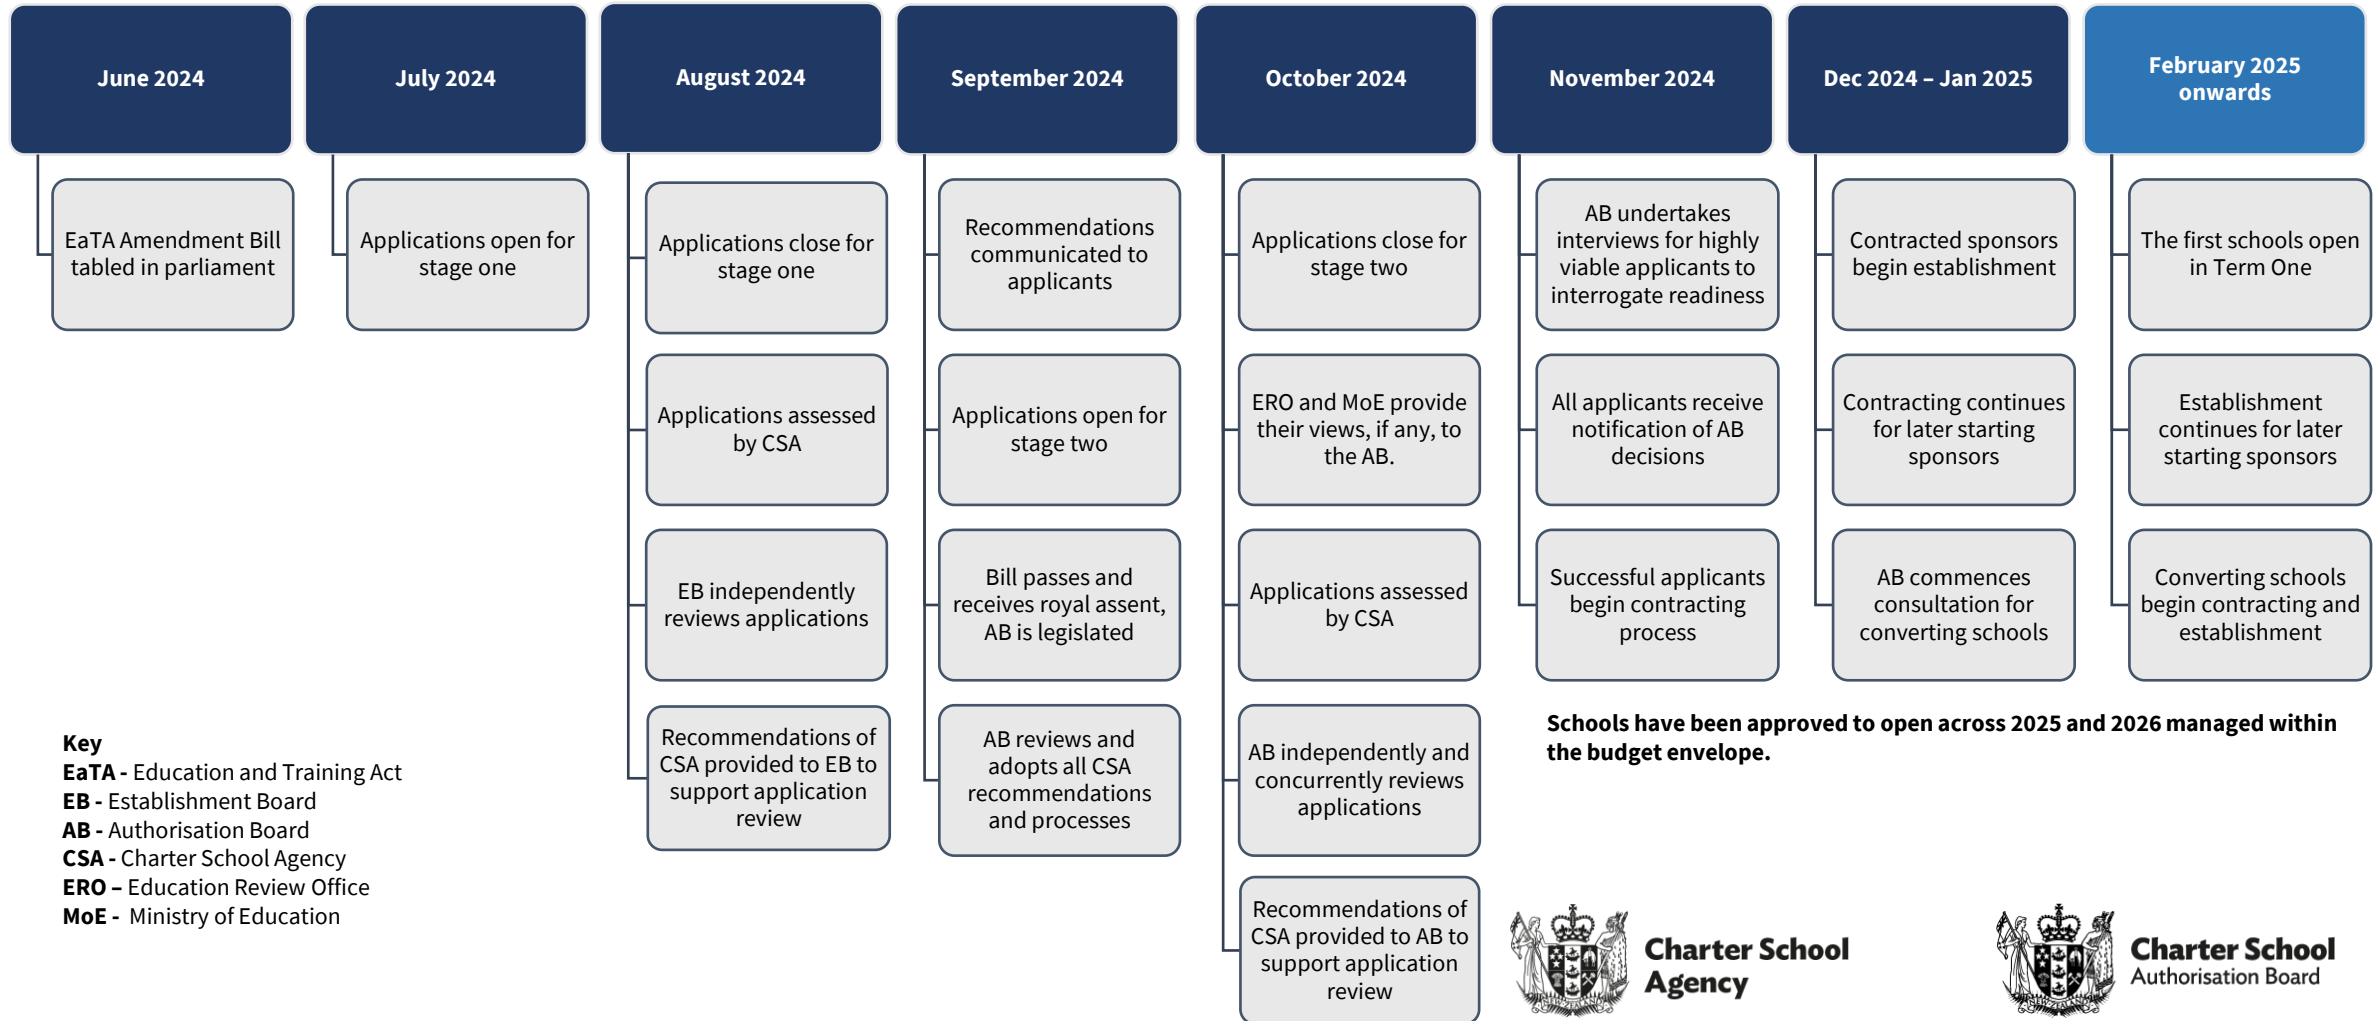 June 2024
EaTA Amendment Bill
tabled in parliament
July 2024
Applications open for
stage one
August 2024
Applications close for
stage one
Applications assessed
by CSA
EB independently
reviews applications
Recommendations of
CSA provided to EB to
support application
review
September 2024
Recommendations
communicated to
applicants
Applications open for
stage two
Bill passes and
receives royal assent,
AB is legislated
AB reviews and
adopts all CSA
recommendations
and processes
October 2024
Applications close for
stage two
ERO and MoE provide
their views, if any, to
the AB.
Applications assessed
by CSA
AB independently and
concurrently reviews
applications
Recommendations of
CSA provided to AB to
support application
review
November 2024
AB undertakes
interviews for highly
viable applicants to
interrogate readiness
All applicants receive
notification of AB
decisions
Successful applicants
begin contracting
process
Dec 2024 – Jan 2025
Contracted sponsors
begin establishment
Contracting continues
for later starting
sponsors
AB commences
consultation for
converting schools
February 2025
onwards
The first schools open
in Term One
Establishment
continues for later
starting sponsors
Converting schools
begin contracting and
establishment
Schools have been approved to open across 2025 and 2026 managed within
the budget envelope.
Key
EaTA - Education and Training Act
EB - Establishment Board
AB - Authorisation Board
CSA - Charter School Agency
ERO – Education Review Office
MoE - Ministry of Education
Charter School
Agency
Charter School
Authorisation Board